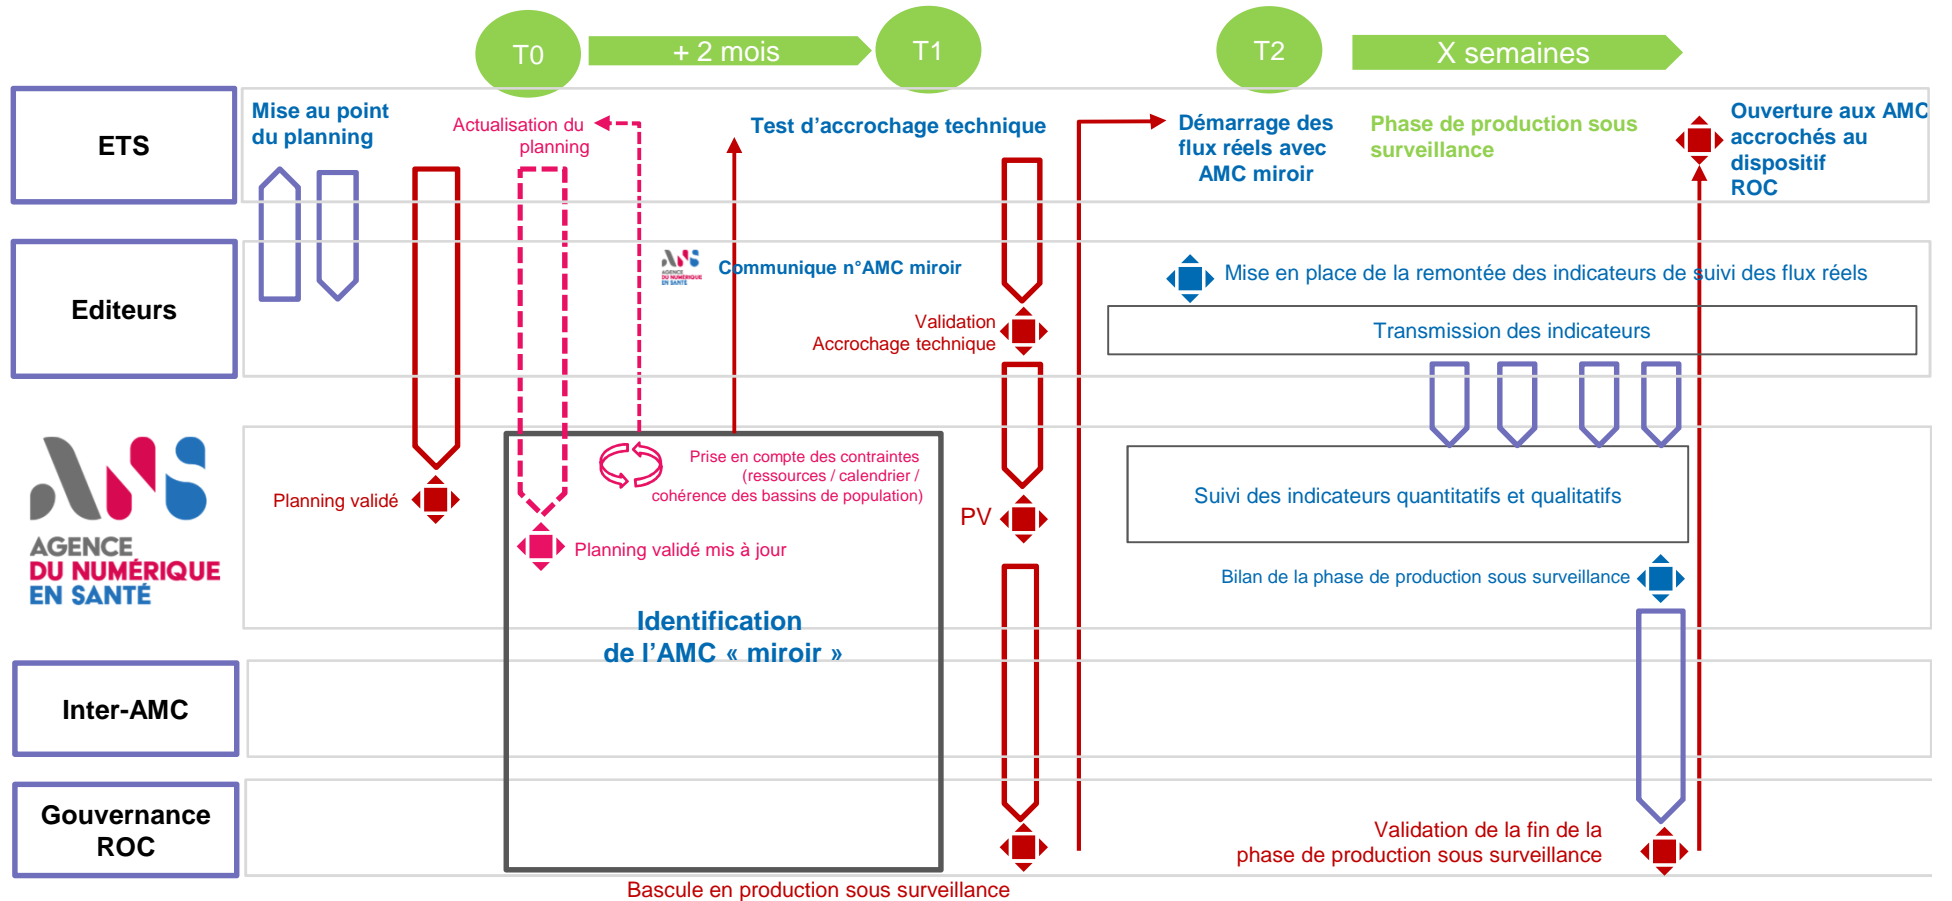 T0
+ 2 mois
T1
T2
X semaines
ETS
Mise au point
du planning
Actualisation du
planning
Test d’accrochage technique
Démarrage des
flux réels avec
AMC miroir
Phase de production sous
surveillance
Ouverture aux AMC
accrochés au
dispositif
ROC
Editeurs
AGENCE
DU NUMÉRIQUE
EN SANTÉ
Communique n°AMC miroir
Mise en place de la remontée des indicateurs de suivi des flux réels
Validation
Accrochage technique
Transmission des indicateurs
AGENCE
DU NUMÉRIQUE
EN SANTÉ
Planning validé
Prise en compte des contraintes
(ressources / calendrier /
cohérence des bassins de population)
Planning validé mis à jour
PV
Suivi des indicateurs quantitatifs et qualitatifs
Bilan de la phase de production sous surveillance
Identification
de l’AMC « miroir »
Inter-AMC
Gouvernance
ROC
Validation de la fin de la
phase de production sous surveillance
Bascule en production sous surveillance